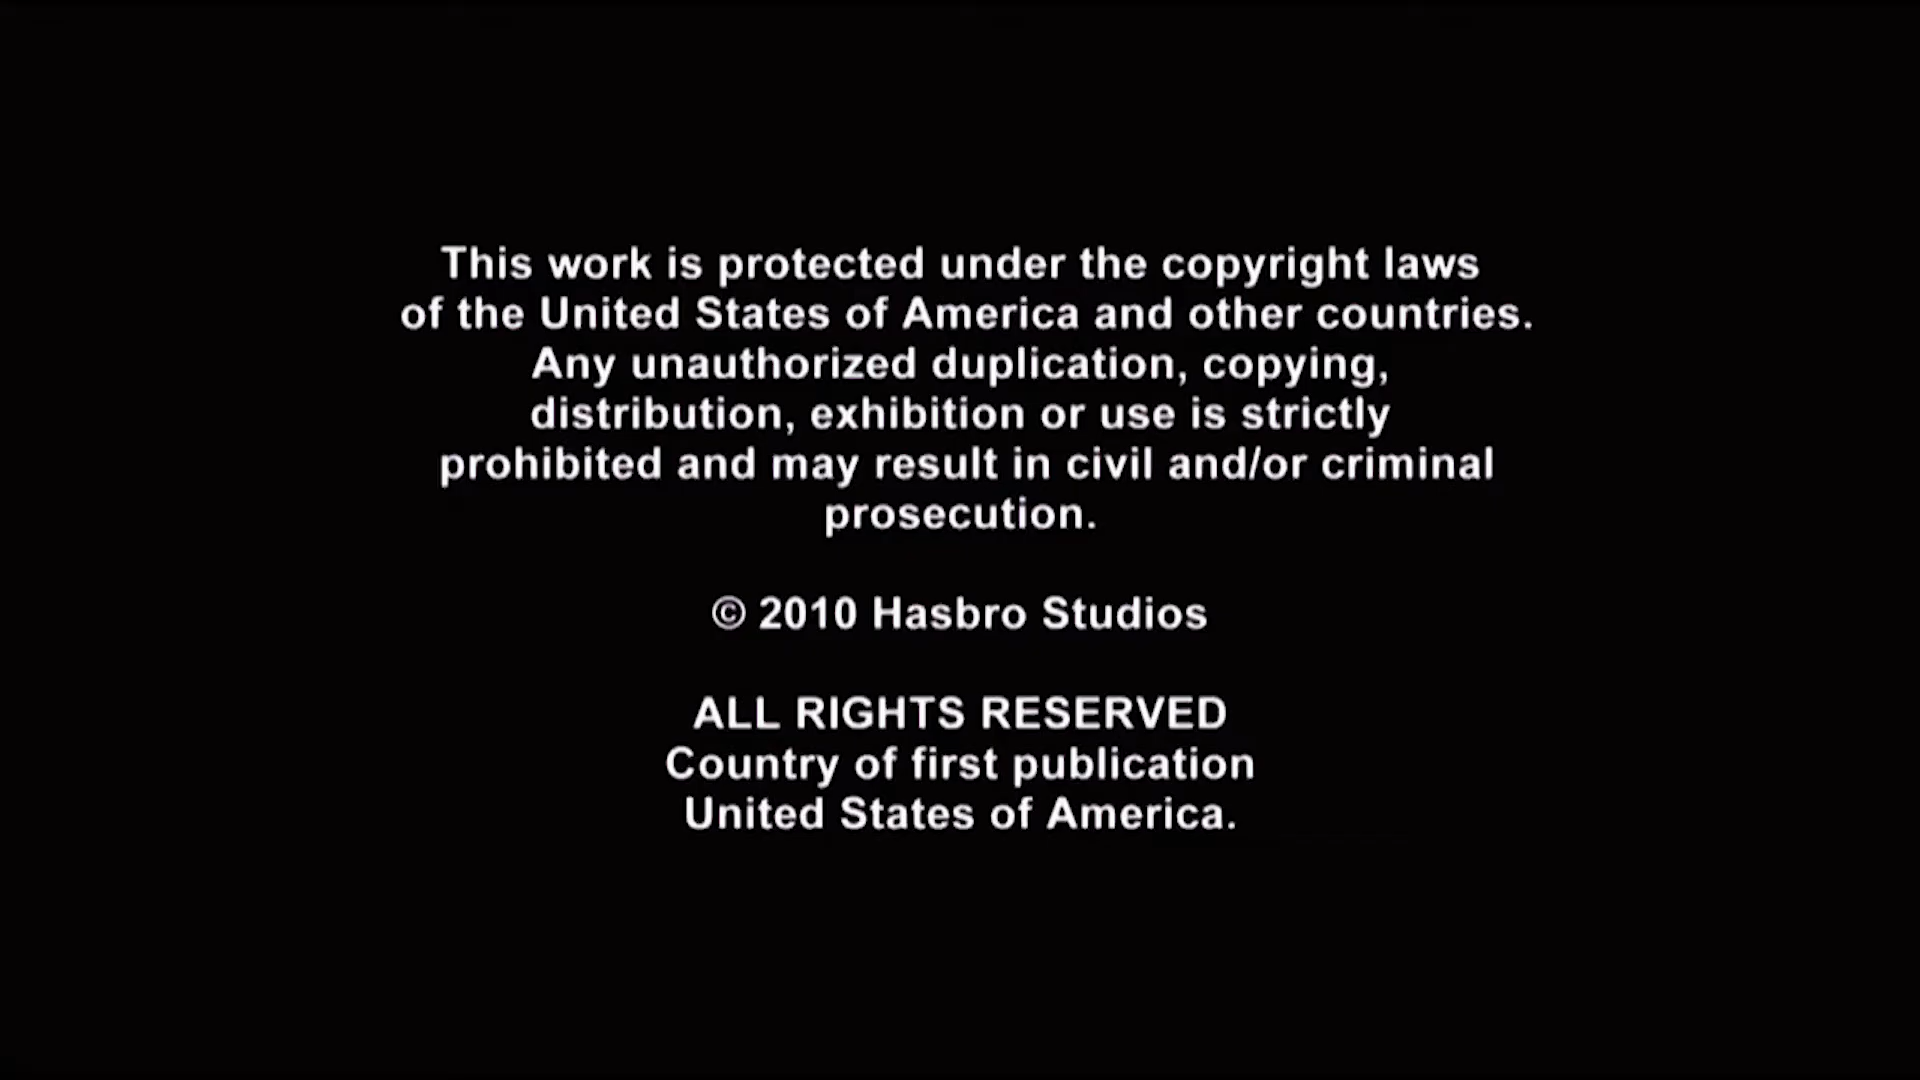 This work is protected under the copyright laws
of the United States of America and other countries.
Any unauthorized duplication, copying,
distribution, exhibition or use is strictly
prohibited and may result in civil and/or criminal
prosecution.
© 2010 Hasbro Studios
ALL RIGHTS RESERVED
Country of first publication
United States of America.